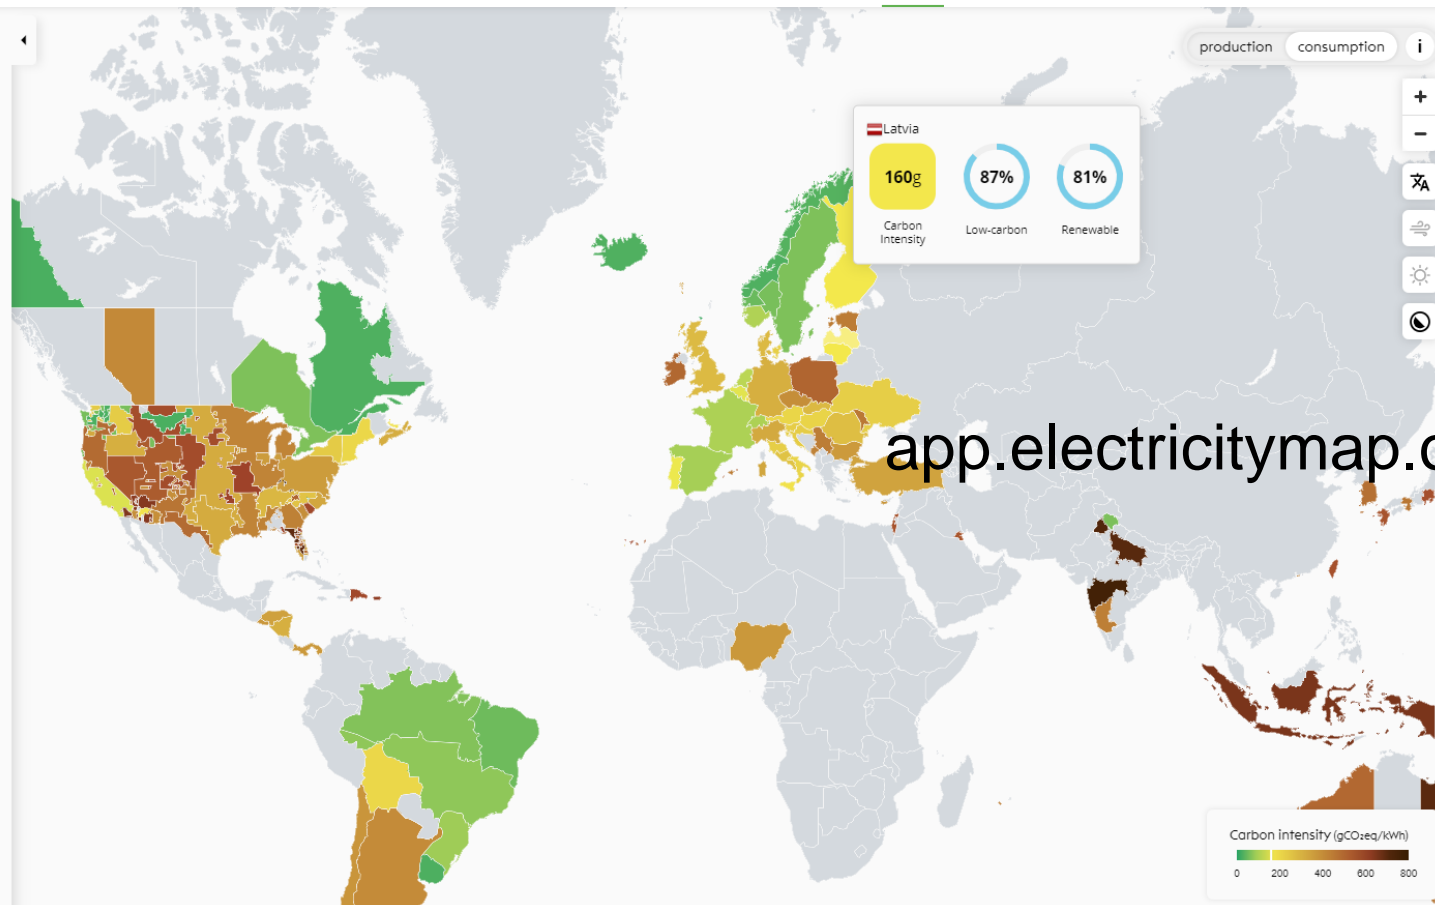 production consumption i
Latvia
160g 87% 81%
Carbon
Intensity
Low-carbon
Renewable
app.electricitymap.c
Carbon intensity (gCO₂eq/kWh)
0 200 400 600 800